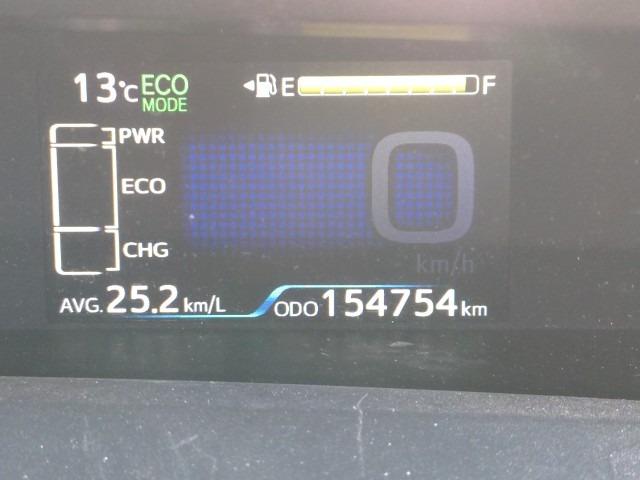 13°C ECO MODE E F
PWR
ECO
0
CHG
km/h
AVG. 25.2 km/L ODO 154754 km